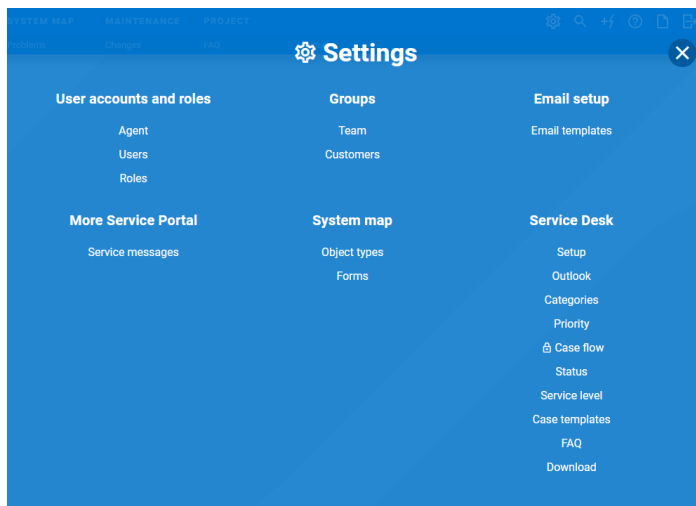 SYSTEM MAP MAINTENANCE PROJECT
Problems Changes FAQ
Settings
User accounts and roles
Agent
Users
Roles
Groups
Team
Customers
Email setup
Email templates
More Service Portal
Service messages
System map
Object types
Forms
Service Desk
Setup
Outlook
Categories
Priority
Case flow
Status
Service level
Case templates
FAQ
Download